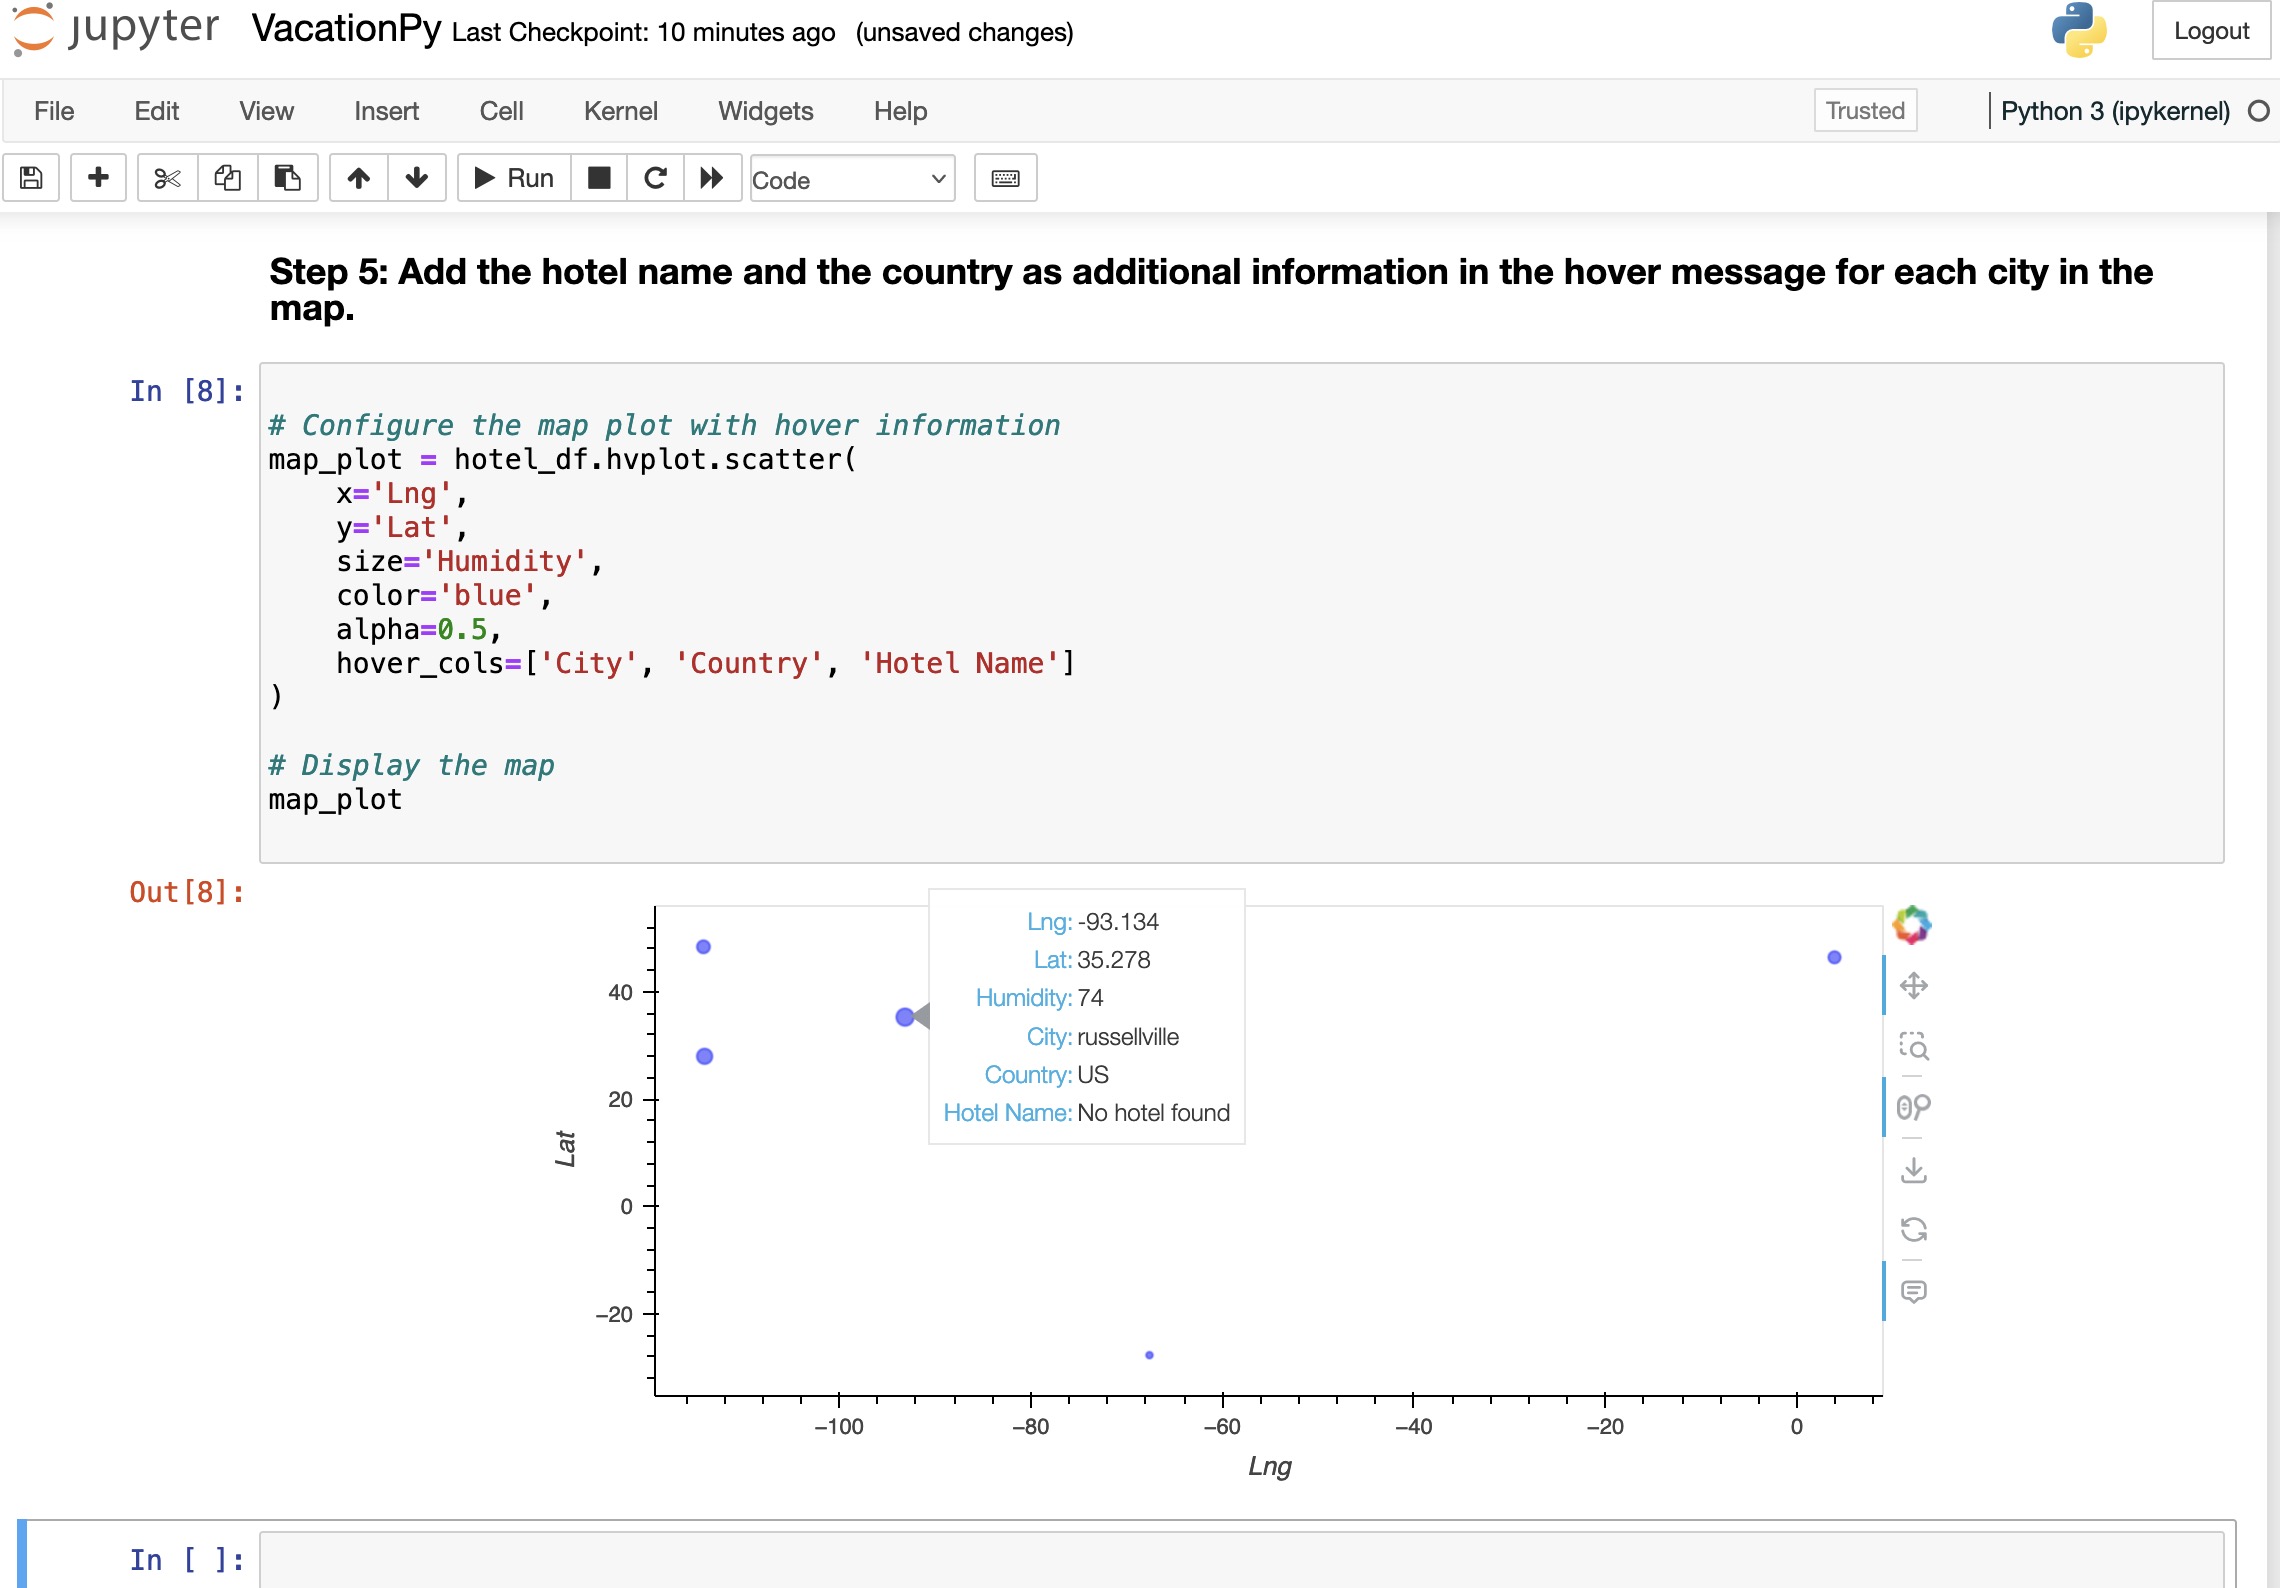 jupyter VacationPy Last Checkpoint: 10 minutes ago (unsaved changes)
Logout
File Edit View Insert Cell Kernel Widgets Help
Trusted
Python 3 (ipykernel)
Run
Code
Step 5: Add the hotel name and the country as additional information in the hover message for each city in the
map.
In [8]:
# Configure the map plot with hover information
map_plot = hotel_df.hvplot.scatter(
    x='Lng',
    y='Lat',
    size='Humidity',
    color='blue',
    alpha=0.5,
    hover_cols=['City', 'Country', 'Hotel Name']
)
# Display the map
map_plot
Out[8]:
Lng: -93.134
Lat: 35.278
Humidity: 74
City: russellville
Country: US
Hotel Name: No hotel found
40
20
0
−20
Lat
−100 −80 −60 −40 −20 0
Lng
In [ ]: